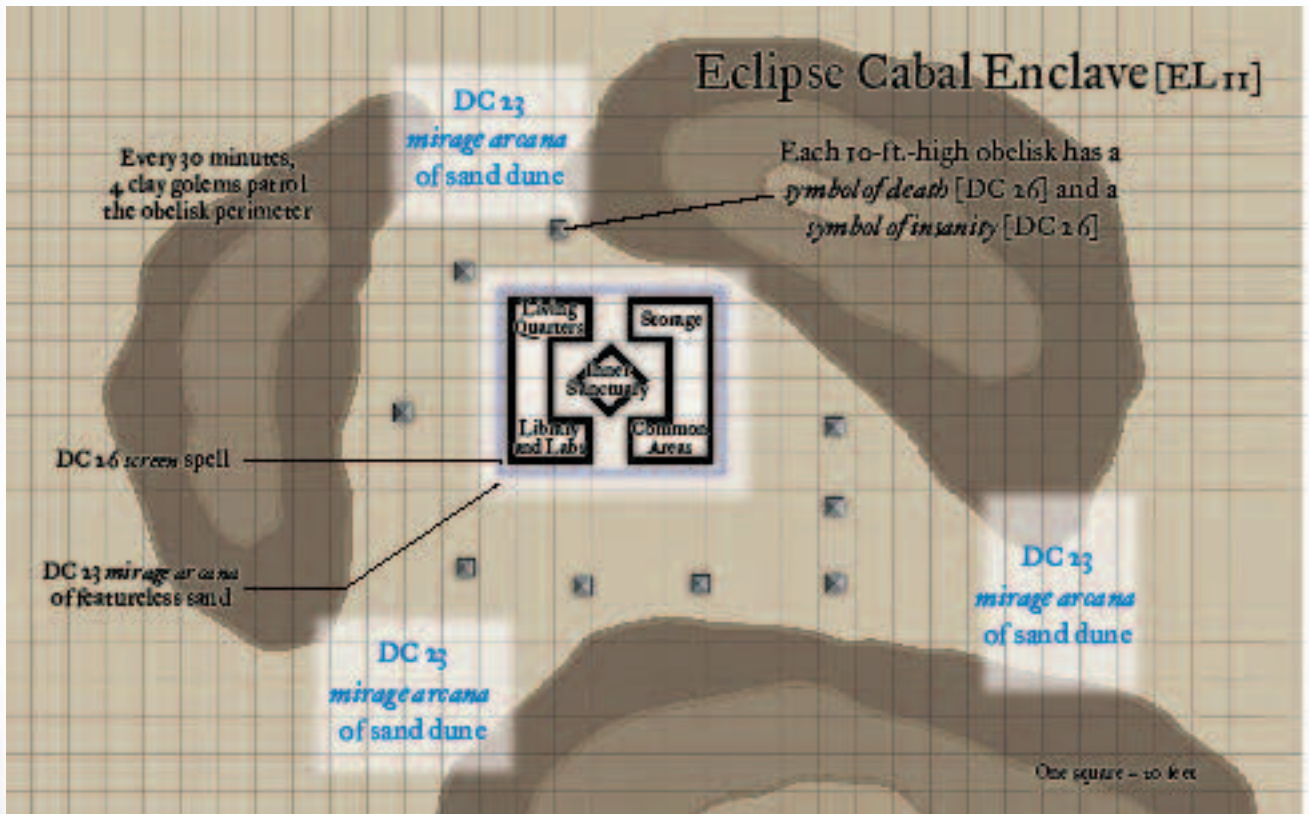 Eclipse Cabal Enclave [EL 11]
DC 23
mirage arcana
of sand dune
Every 30 minutes,
4 clay golems patrol
the obelisk perimeter
Each 10-ft.-high obelisk has a
symbol of death [DC 26] and a
symbol of insanity [DC 26]
Living
Quarters
Storage
Inner
Sanctuary
Library
and Labs
Common
Areas
DC 26 screen spell
DC 23 mirage arcana
of featureless sand
DC 23
mirage arcana
of sand dune
DC 23
mirage arcana
of sand dune
One square = 20 feet